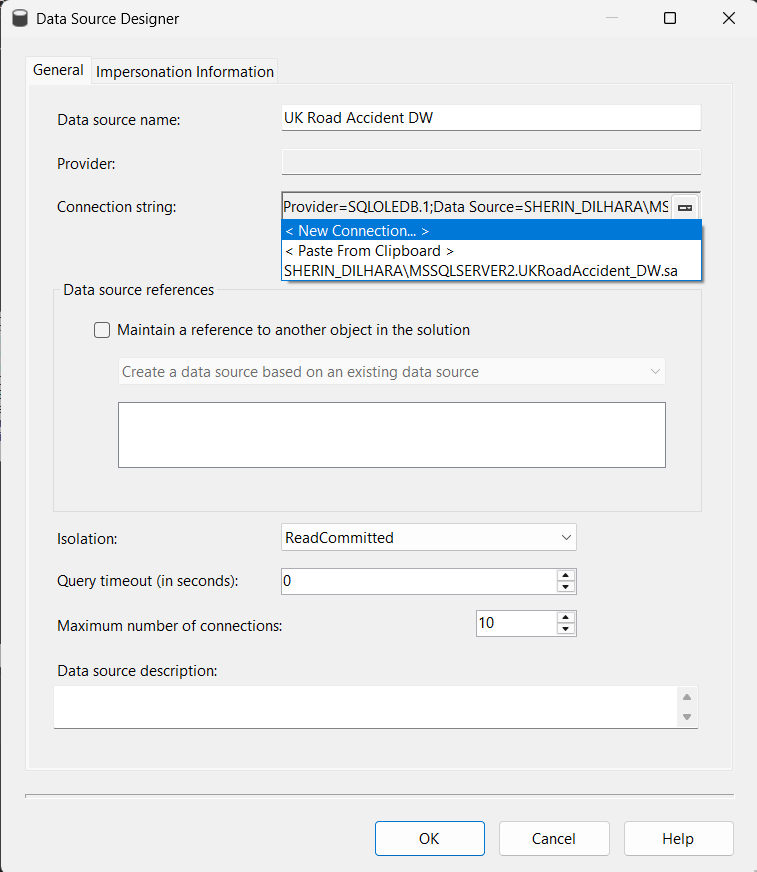 Data Source Designer
General
Impersonation Information
Data source name:
UK Road Accident DW
Provider:
Connection string:
Provider=SQLOLEDB.1;Data Source=SHERIN_DILHARA\MS
< New Connection... >
< Paste From Clipboard >
SHERIN_DILHARA\MSSQLSERVER2.UKRoadAccident_DW.sa
Data source references
Maintain a reference to another object in the solution
Create a data source based on an existing data source
Isolation:
ReadCommitted
Query timeout (in seconds):
0
Maximum number of connections:
10
Data source description:
OK
Cancel
Help